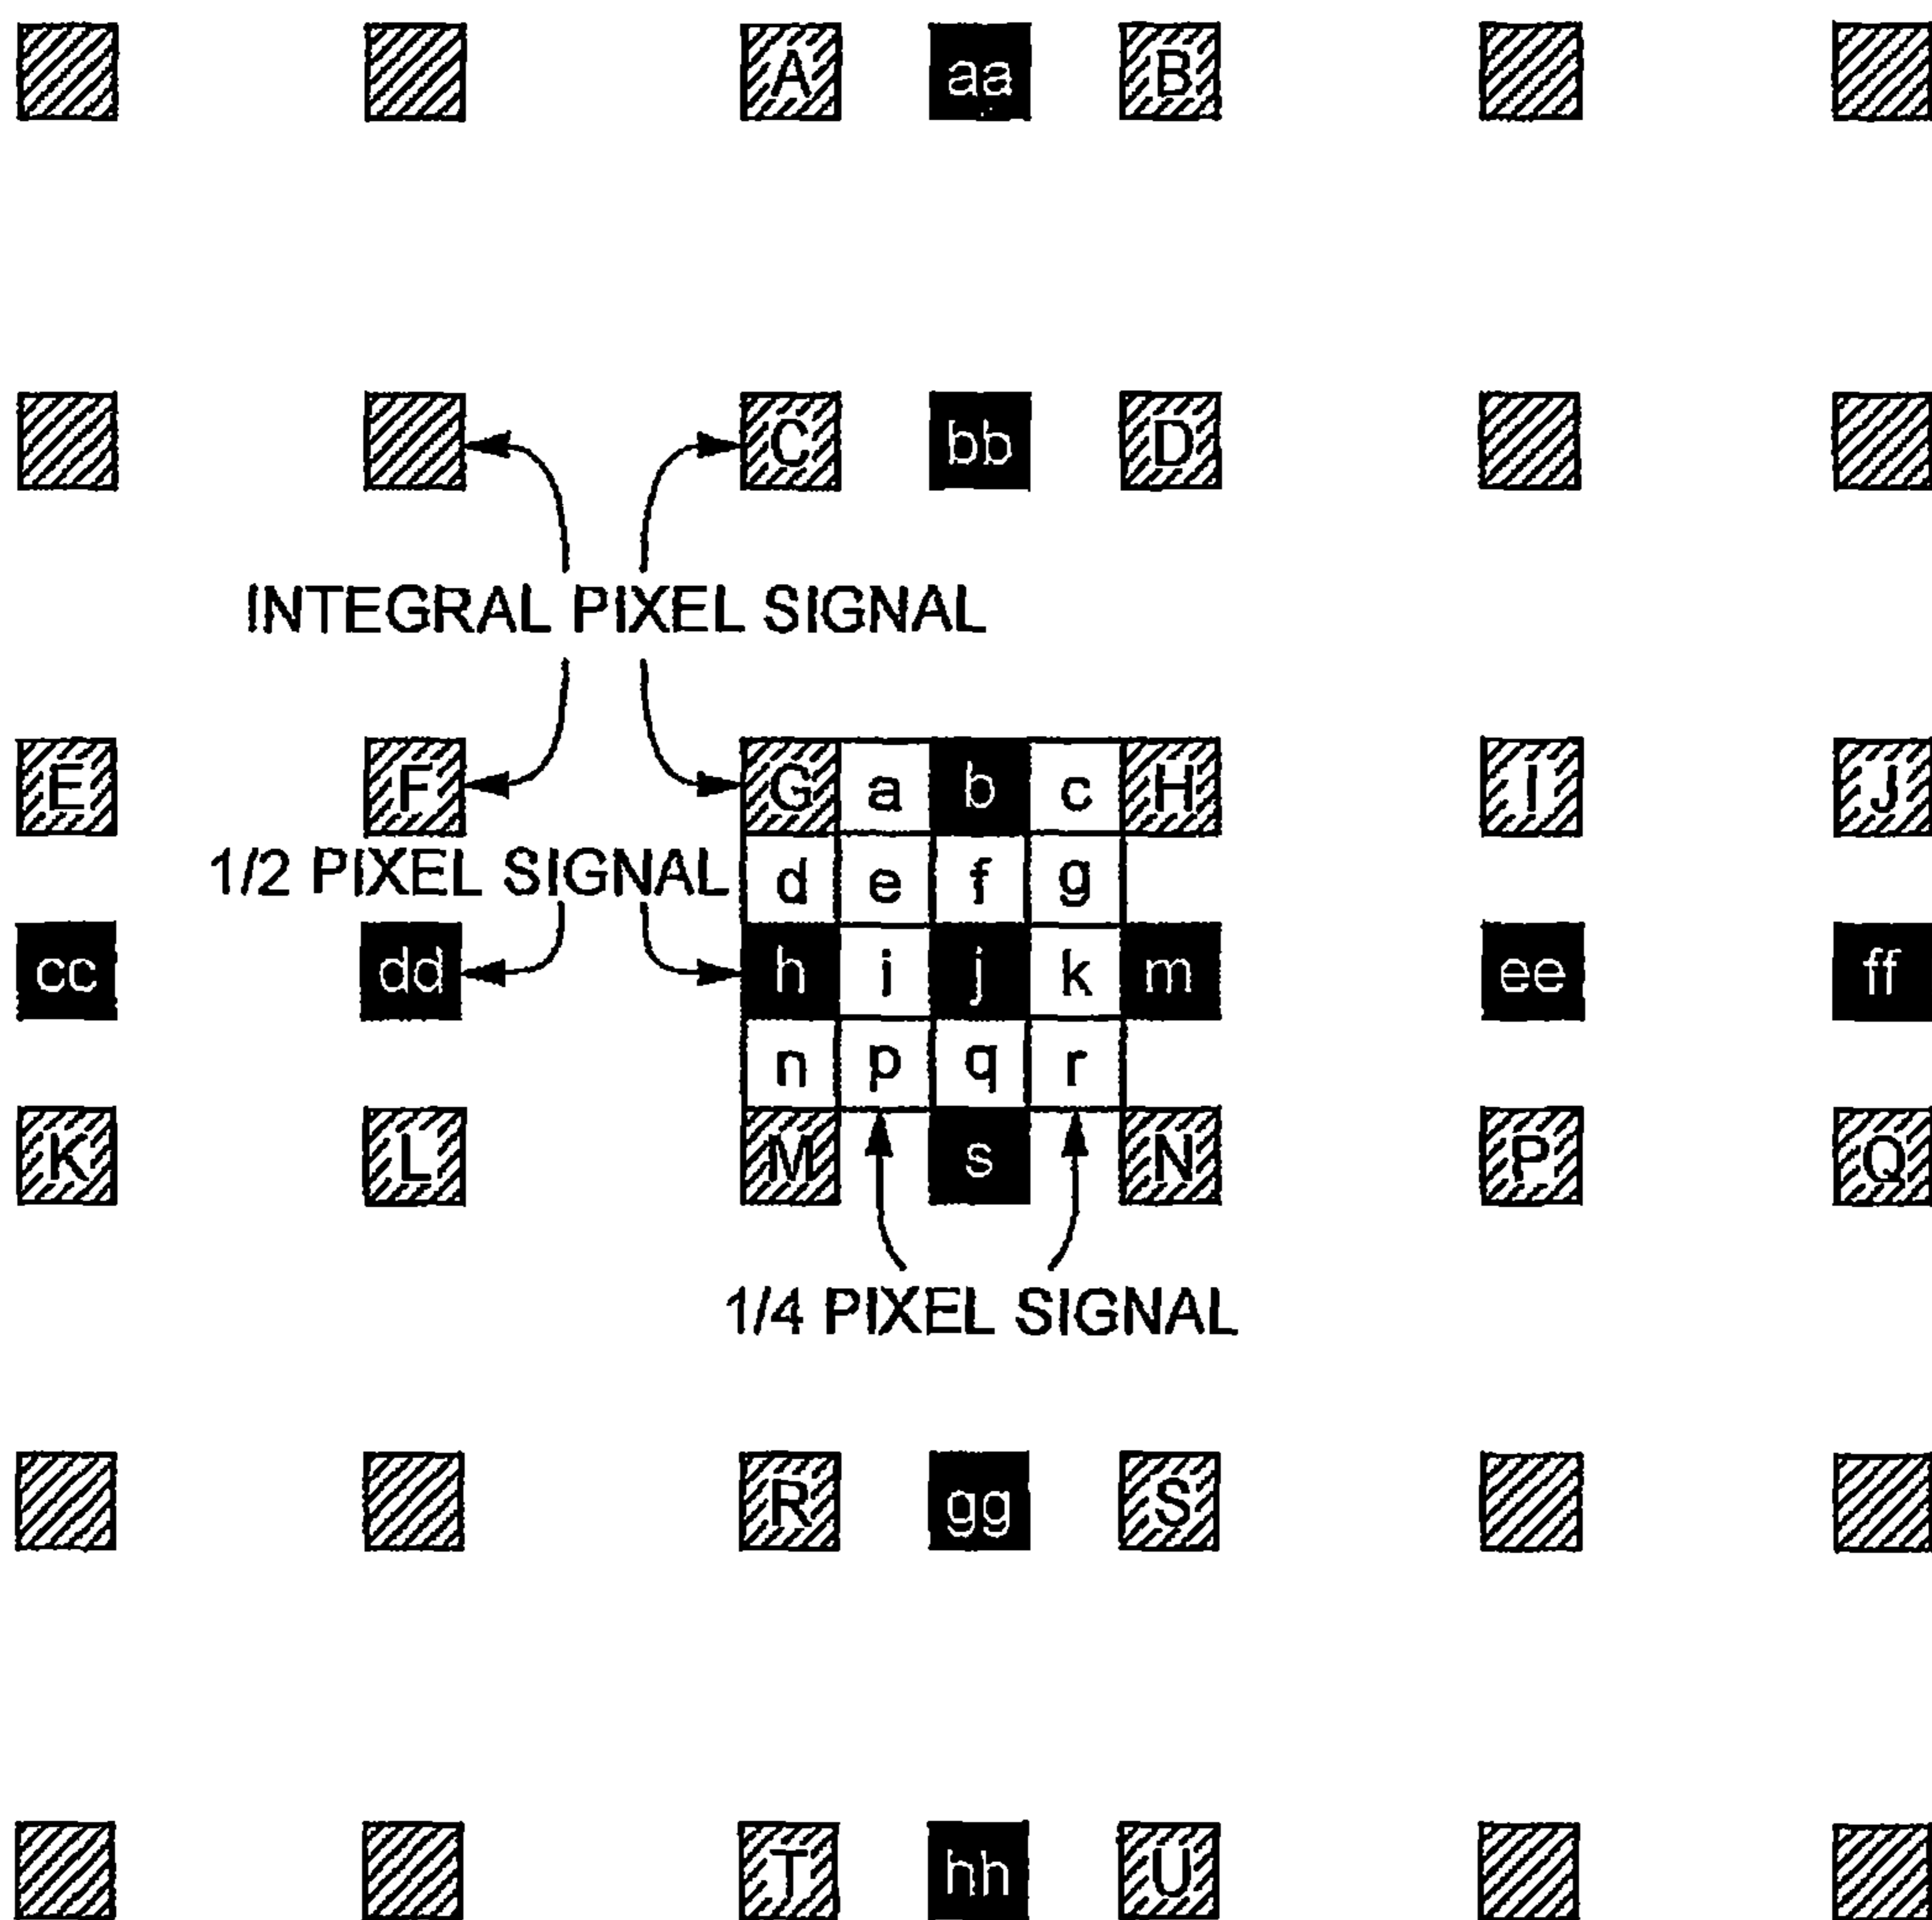 A aa B
C bb D
INTEGRAL PIXEL SIGNAL
E F G a b c H I J
1/2 PIXEL SIGNAL d e f g
cc dd h i j k m ee ff
n p q r
K L M s N P Q
1/4 PIXEL SIGNAL
R gg S
T hh U